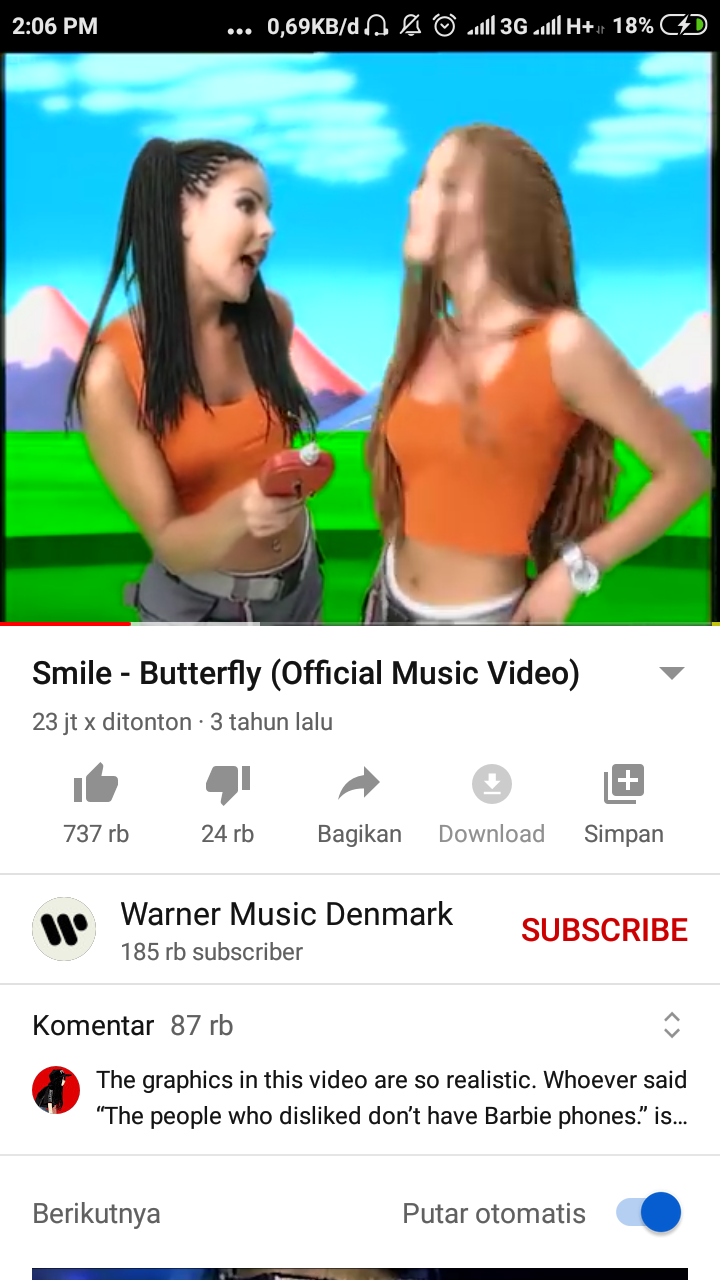 2:06 PM ... 0,69KB/d 3G H+ 18%
Smile - Butterfly (Official Music Video)
23 jt x ditonton · 3 tahun lalu
737 rb 24 rb Bagikan Download Simpan
Warner Music Denmark
185 rb subscriber
SUBSCRIBE
Komentar 87 rb
The graphics in this video are so realistic. Whoever said
“The people who disliked don’t have Barbie phones.” is...
Berikutnya Putar otomatis